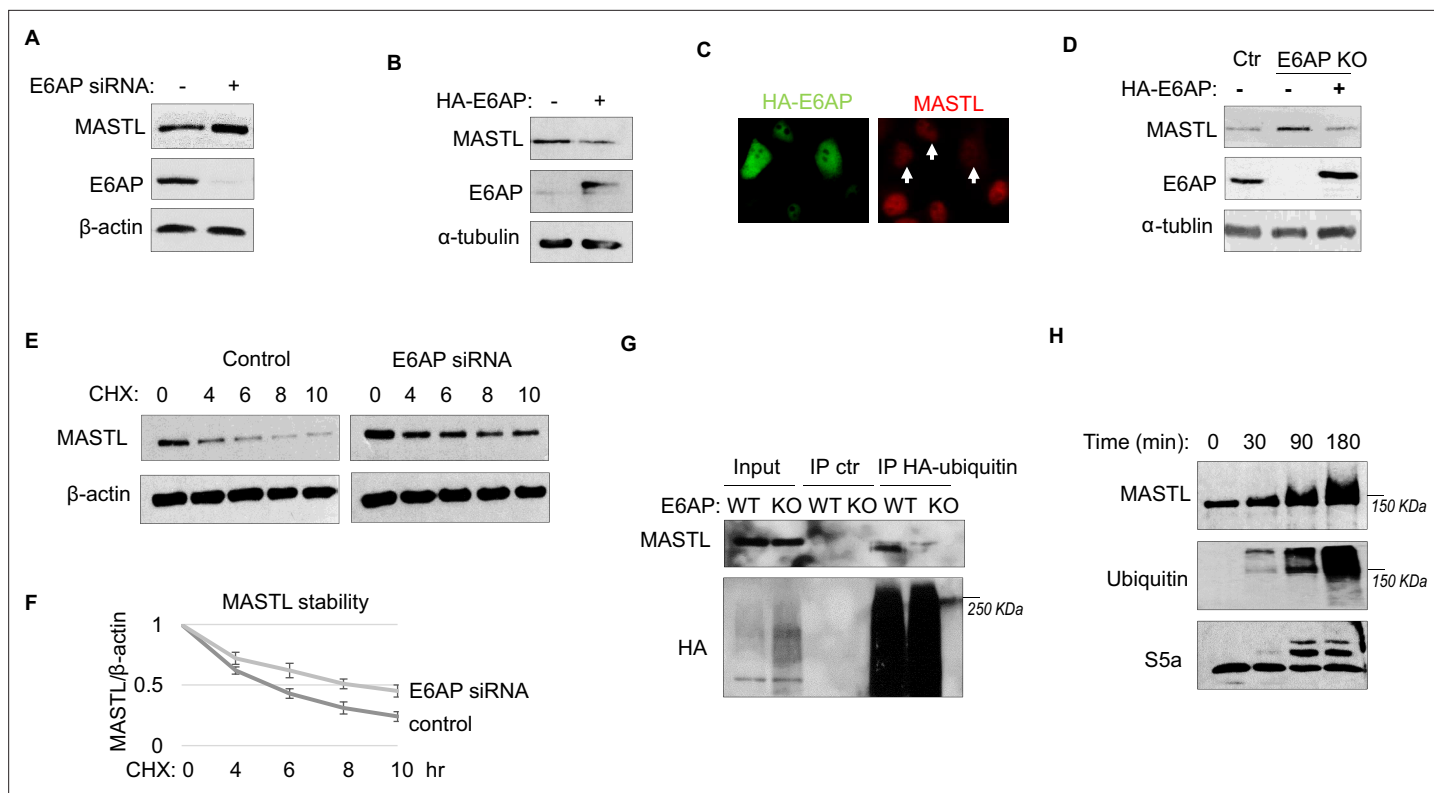 A
E6AP siRNA: - +
MASTL
E6AP
β-actin
B
HA-E6AP: - +
MASTL
E6AP
α-tubulin
C
HA-E6AP MASTL
D
Ctr E6AP KO
HA-E6AP: - - +
MASTL
E6AP
α-tublin
E
Control E6AP siRNA
CHX: 0 4 6 8 10 0 4 6 8 10
MASTL
β-actin
F
MASTL stability
MASTL/β-actin
1
0.5
0
E6AP siRNA
control
CHX: 0 4 6 8 10 hr
G
Input IP ctr IP HA-ubiquitin
E6AP: WT KO WT KO WT KO
MASTL
250 KDa
HA
H
Time (min): 0 30 90 180
MASTL
150 KDa
Ubiquitin
150 KDa
S5a